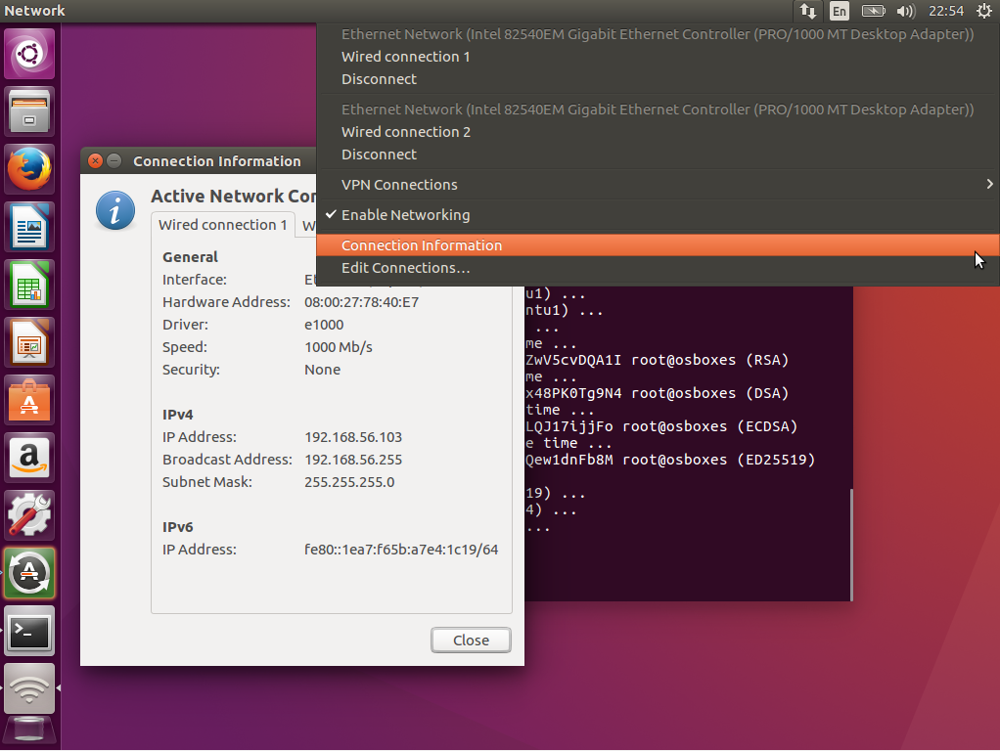 Network
En
22:54
Ethernet Network (Intel 82540EM Gigabit Ethernet Controller (PRO/1000 MT Desktop Adapter))
Wired connection 1
Disconnect
Ethernet Network (Intel 82540EM Gigabit Ethernet Controller (PRO/1000 MT Desktop Adapter))
Wired connection 2
Disconnect
VPN Connections
Enable Networking
Connection Information
Edit Connections...
Connection Information
Active Network Con
Wired connection 1
W
General
Interface:
Hardware Address: 08:00:27:78:40:E7
Driver: e1000
Speed: 1000 Mb/s
Security: None
IPv4
IP Address: 192.168.56.103
Broadcast Address: 192.168.56.255
Subnet Mask: 255.255.255.0
IPv6
IP Address: fe80::1ea7:f65b:a7e4:1c19/64
Close
u1) ...
ntu1) ...
...
me ...
ZwV5cvDQA1I root@osboxes (RSA)
me ...
x48PK0Tg9N4 root@osboxes (DSA)
time ...
LQJ17ijjFo root@osboxes (ECDSA)
e time ...
Qew1dnFb8M root@osboxes (ED25519)
19) ...
4) ...
...